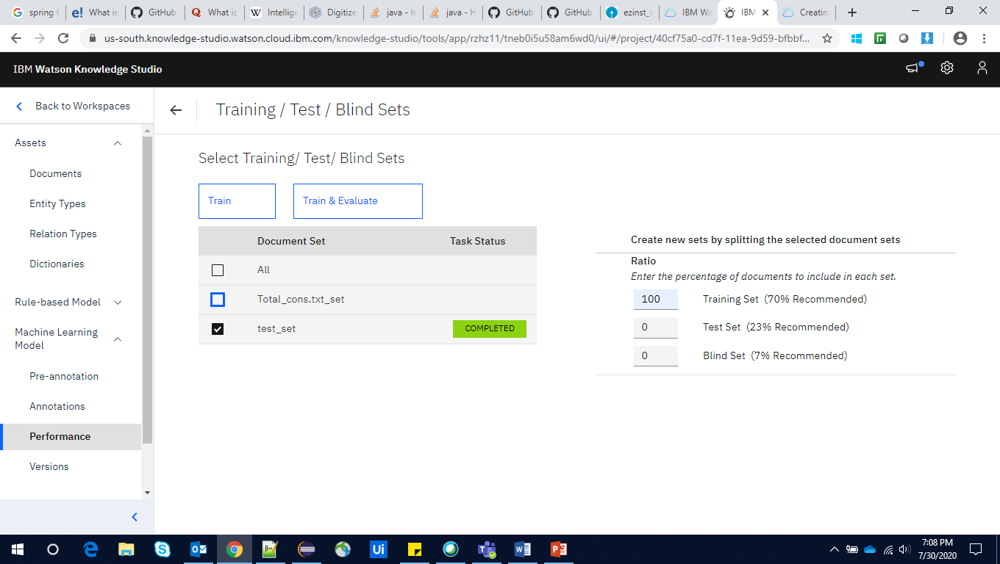 spring t
What is
GitHub
What is
Intellige
Digitize
java - Is
java - H
GitHub
GitHub
ezinst_s
IBM Wa
IBM
Creatin
us-south.knowledge-studio.watson.cloud.ibm.com/knowledge-studio/tools/app/rzhz11/tneb0i5u58am6wd0/ui/#/project/40cf75a0-cd7f-11ea-9d59-bfbbf...
IBM Watson Knowledge Studio
Back to Workspaces
Training / Test / Blind Sets
Assets
Documents
Entity Types
Relation Types
Dictionaries
Rule-based Model
Machine Learning
Model
Pre-annotation
Annotations
Performance
Versions
Select Training/ Test/ Blind Sets
Train
Train & Evaluate
Document Set Task Status
All
Total_cons.txt_set
test_set COMPLETED
Create new sets by splitting the selected document sets
Ratio
Enter the percentage of documents to include in each set.
100 Training Set (70% Recommended)
0 Test Set (23% Recommended)
0 Blind Set (7% Recommended)
7:08 PM
7/30/2020